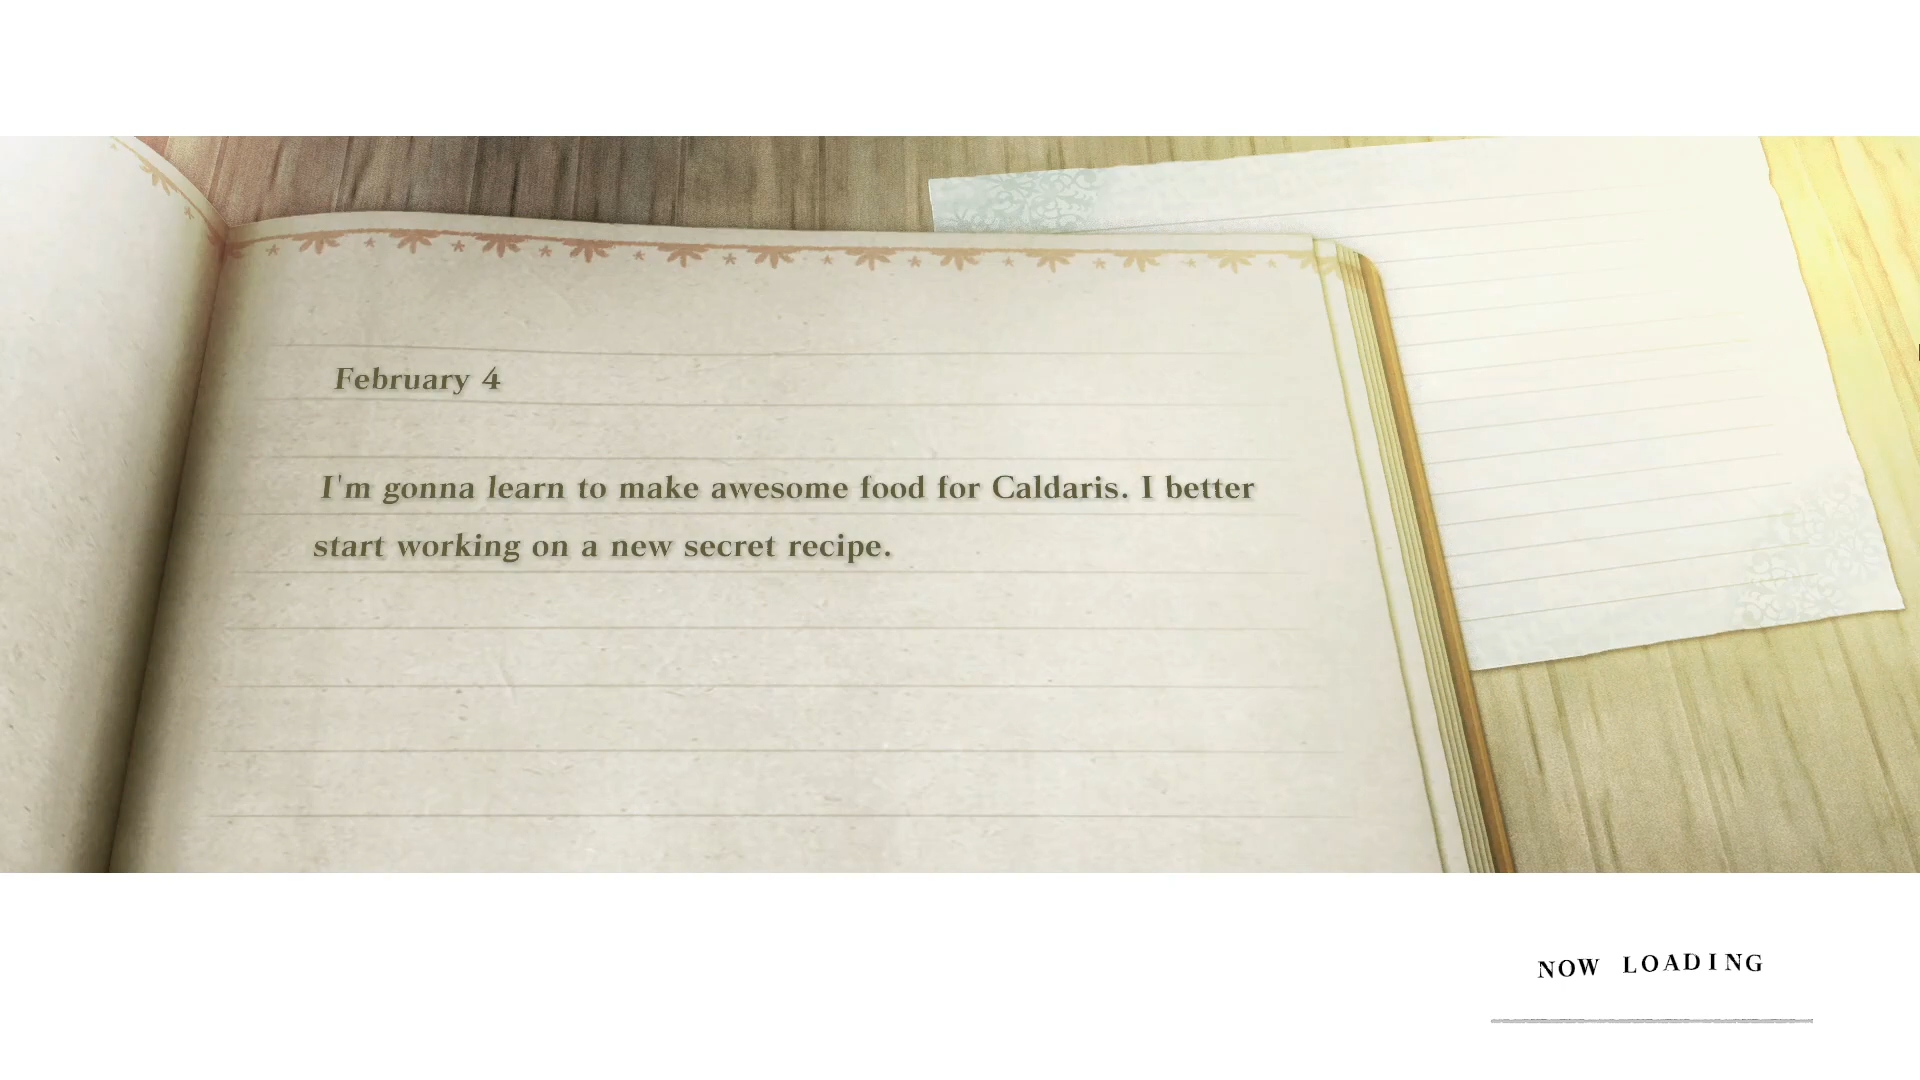 February 4
I'm gonna learn to make awesome food for Caldaris. I better
start working on a new secret recipe.
NOW LOADING